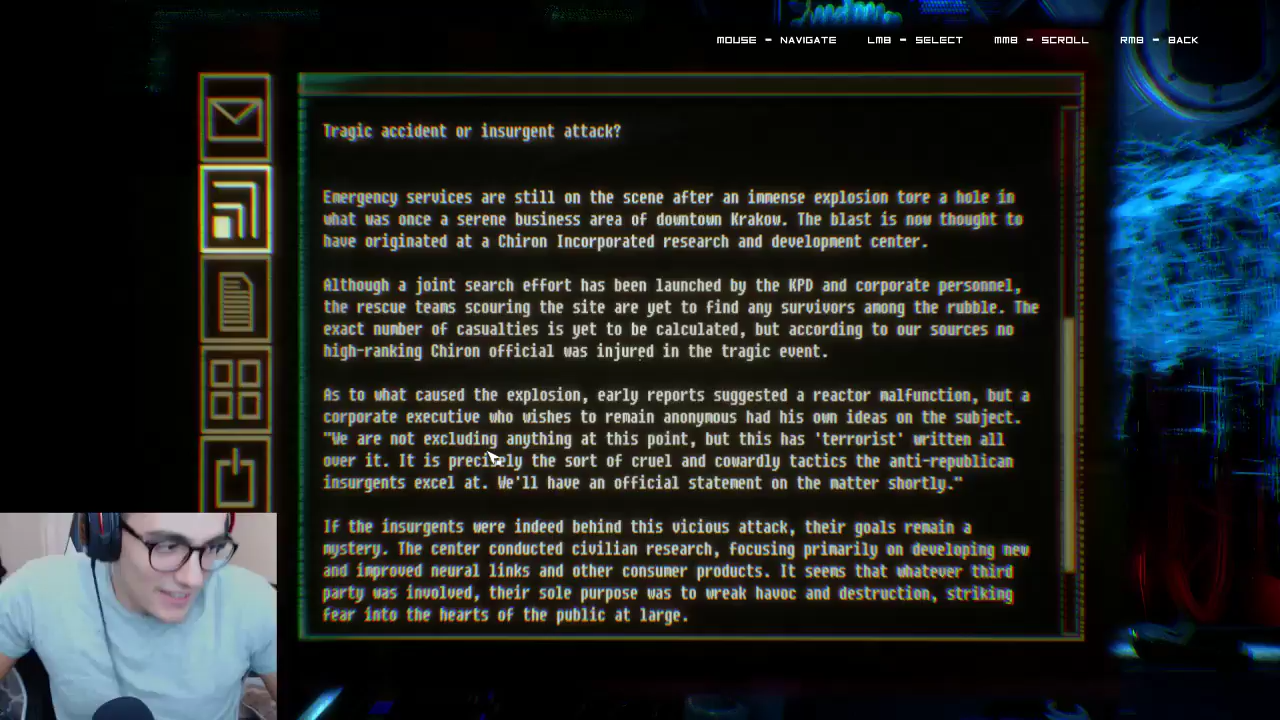 MOUSE - NAVIGATE LMB - SELECT MMB - SCROLL RMB - BACK
Tragic accident or insurgent attack?
Emergency services are still on the scene after an immense explosion tore a hole in
what was once a serene business area of downtown Krakow. The blast is now thought to
have originated at a Chiron Incorporated research and development center.
Although a joint search effort has been launched by the KPD and corporate personnel,
the rescue teams scouring the site are yet to find any survivors among the rubble. The
exact number of casualties is yet to be calculated, but according to our sources no
high-ranking Chiron official was injured in the tragic event.
As to what caused the explosion, early reports suggested a reactor malfunction, but a
corporate executive who wishes to remain anonymous had his own ideas on the subject.
"We are not excluding anything at this point, but this has 'terrorist' written all
over it. It is precisely the sort of cruel and cowardly tactics the anti-republican
insurgents excel at. We'll have an official statement on the matter shortly."
If the insurgents were indeed behind this vicious attack, their goals remain a
mystery. The center conducted civilian research, focusing primarily on developing new
and improved neural links and other consumer products. It seems that whatever third
party was involved, their sole purpose was to wreak havoc and destruction, striking
fear into the hearts of the public at large.